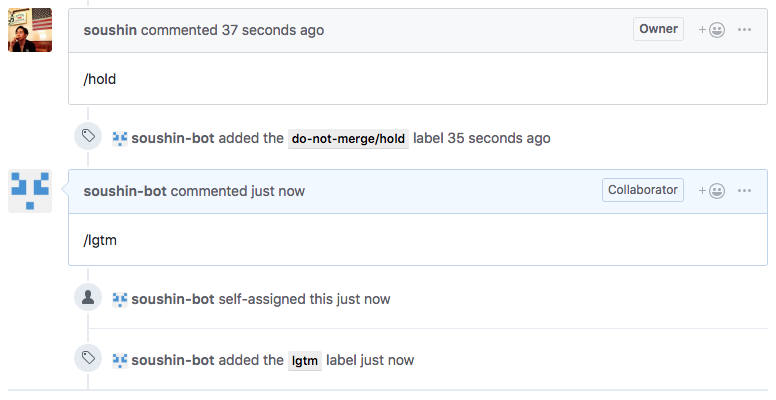 soushin commented 37 seconds ago Owner
/hold
soushin-bot added the do-not-merge/hold label 35 seconds ago
soushin-bot commented just now Collaborator
/lgtm
soushin-bot self-assigned this just now
soushin-bot added the lgtm label just now